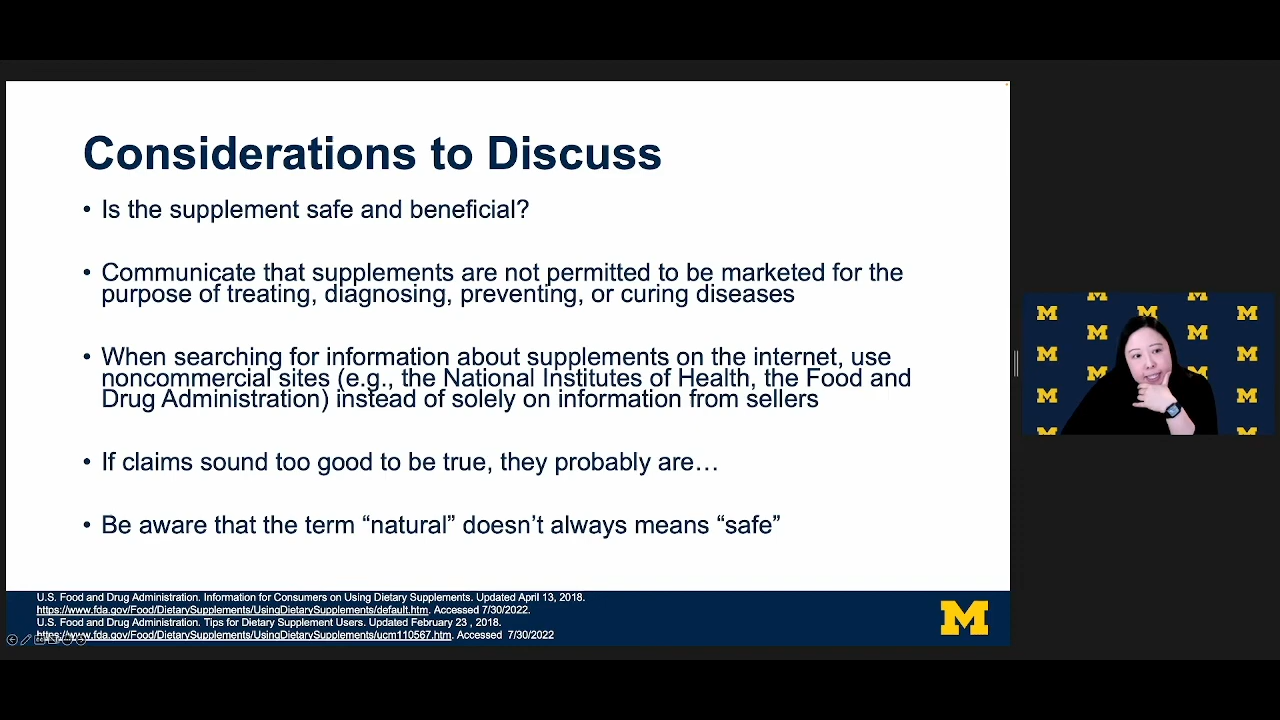 Considerations to Discuss
• Is the supplement safe and beneficial?
• Communicate that supplements are not permitted to be marketed for the
purpose of treating, diagnosing, preventing, or curing diseases
• When searching for information about supplements on the internet, use
noncommercial sites (e.g., the National Institutes of Health, the Food and
Drug Administration) instead of solely on information from sellers
• If claims sound too good to be true, they probably are…
• Be aware that the term “natural” doesn’t always means “safe”
U.S. Food and Drug Administration. Information for Consumers on Using Dietary Supplements. Updated April 13, 2018.
https://www.fda.gov/Food/DietarySupplements/UsingDietarySupplements/default.htm. Accessed 7/30/2022.
U.S. Food and Drug Administration. Tips for Dietary Supplement Users. Updated February 23 , 2018.
https://www.fda.gov/Food/DietarySupplements/UsingDietarySupplements/ucm110567.htm. Accessed 7/30/2022
M
M M M
M M M M
M M
M M
M M
M M